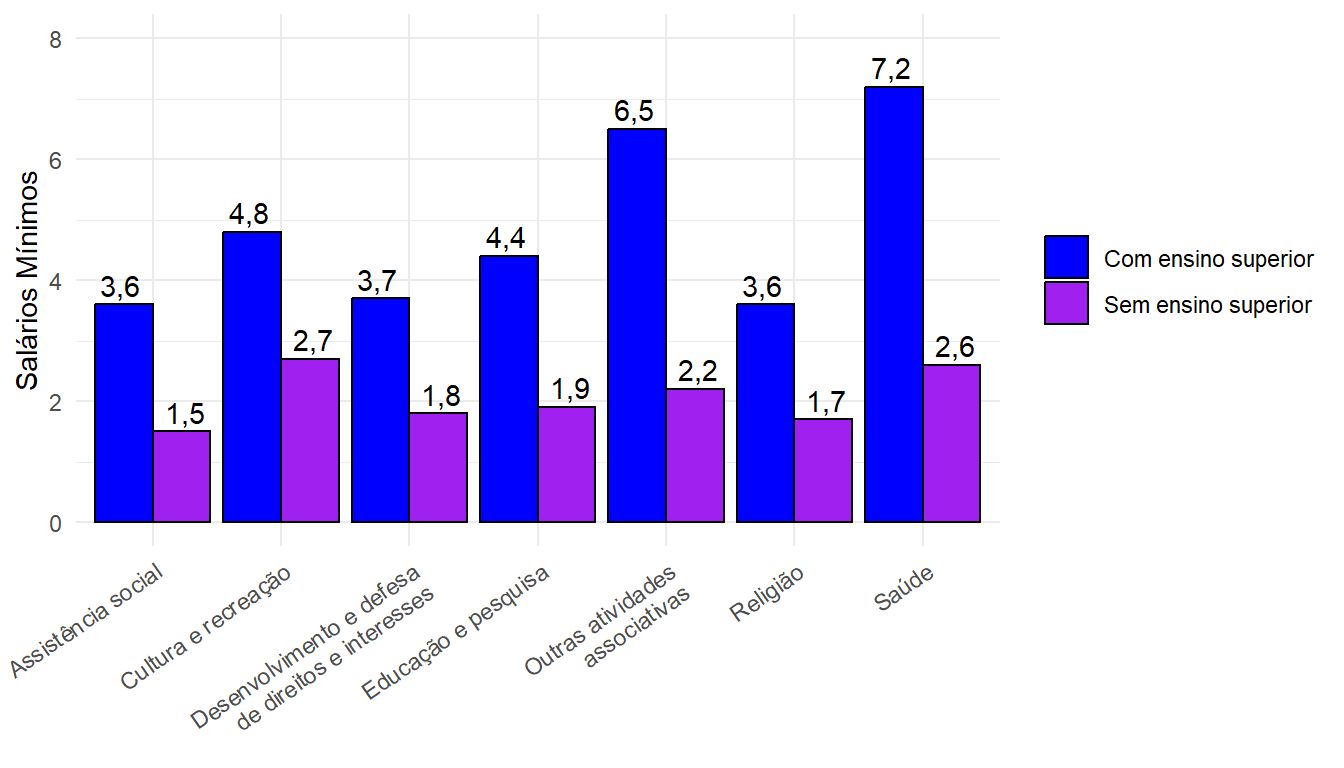 Salários Mínimos
8
6
4
2
0
3,6
1,5
4,8
2,7
3,7
1,8
4,4
1,9
6,5
2,2
3,6
1,7
7,2
2,6
Assistência social
Cultura e recreação
Desenvolvimento e defesa
de direitos e interesses
Educação e pesquisa
Outras atividades
associativas
Religião
Saúde
Com ensino superior
Sem ensino superior